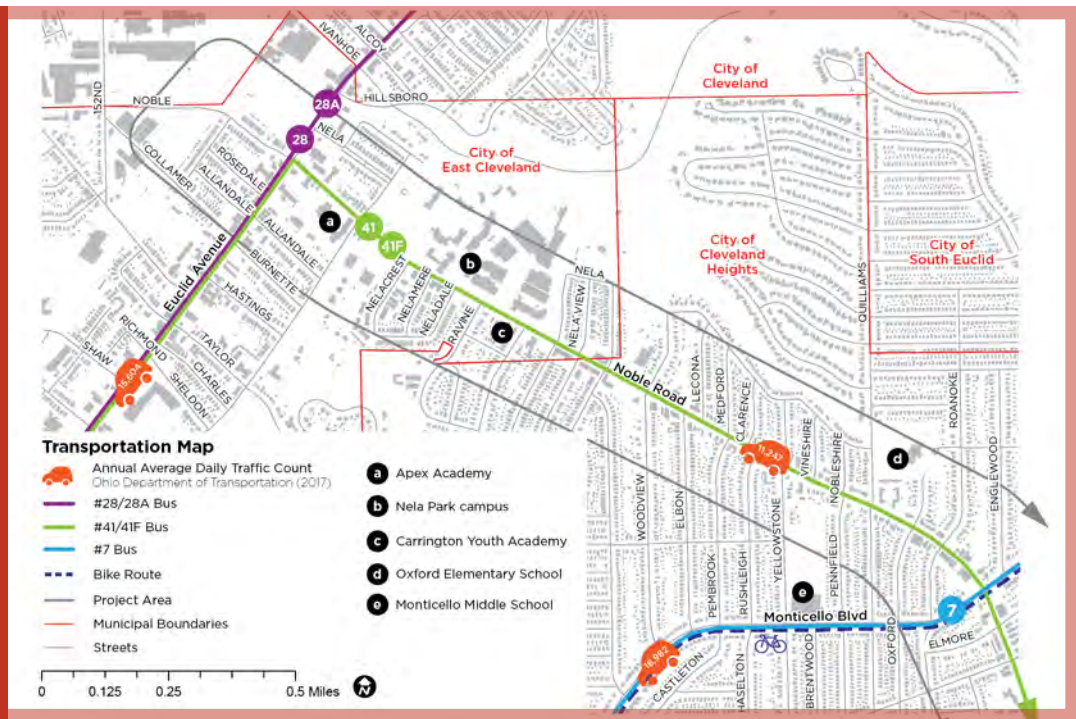 ALCOY
IVANHOE
152ND
NOBLE
HILLSBORO
City of
Cleveland
28A
28
NELA
City of
East Cleveland
COLLAMER
ROSEDALE
ALLANDALE
ALLANDALE
a
41
41F
b
BURNETTE
HASTINGS
Euclid Avenue
NELACREST
NELAMERE
NELADALE
RAVINE
c
NELA
NELA VIEW
City of
Cleveland
Heights
QUILLIAMS
City of
South Euclid
RICHMOND
SHAW
TAYLOR
CHARLES
SHELDON
15,604
Noble Road
LECONA
MEDFORD
CLARENCE
11,247
VINESHIRE
NOBLESHIRE
d
ROANOKE
ENGLEWOOD
WOODVIEW
ELBON
PEMBROOK
RUSHLEIGH
YELLOWSTONE
PENNFIELD
e
Monticello Blvd
7
OXFORD
ELMORE
CASTLETON
HASELTON
BRENTWOOD
Transportation Map
Annual Average Daily Traffic Count
Ohio Department of Transportation (2017)
#28/28A Bus
#41/41F Bus
#7 Bus
Bike Route
Project Area
Municipal Boundaries
Streets
a Apex Academy
b Nela Park campus
c Carrington Youth Academy
d Oxford Elementary School
e Monticello Middle School
0 0.125 0.25 0.5 Miles
N